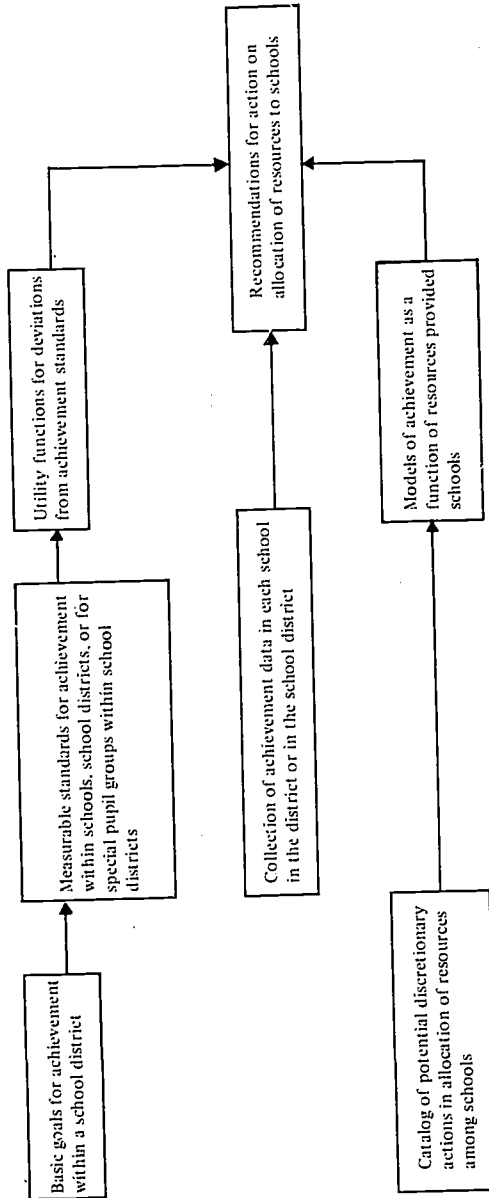 Basic goals for achievement
within a school district
Measurable standards for achievement
within schools, school districts, or for
special pupil groups within school
districts
Utility functions for deviations
from achievement standards
Collection of achievement data in each school
in the district or in the school district
Recommendations for action on
allocation of resources to schools
Catalog of potential discretionary
actions in allocation of resources
among schools
Models of achievement as a
function of resources provided
schools